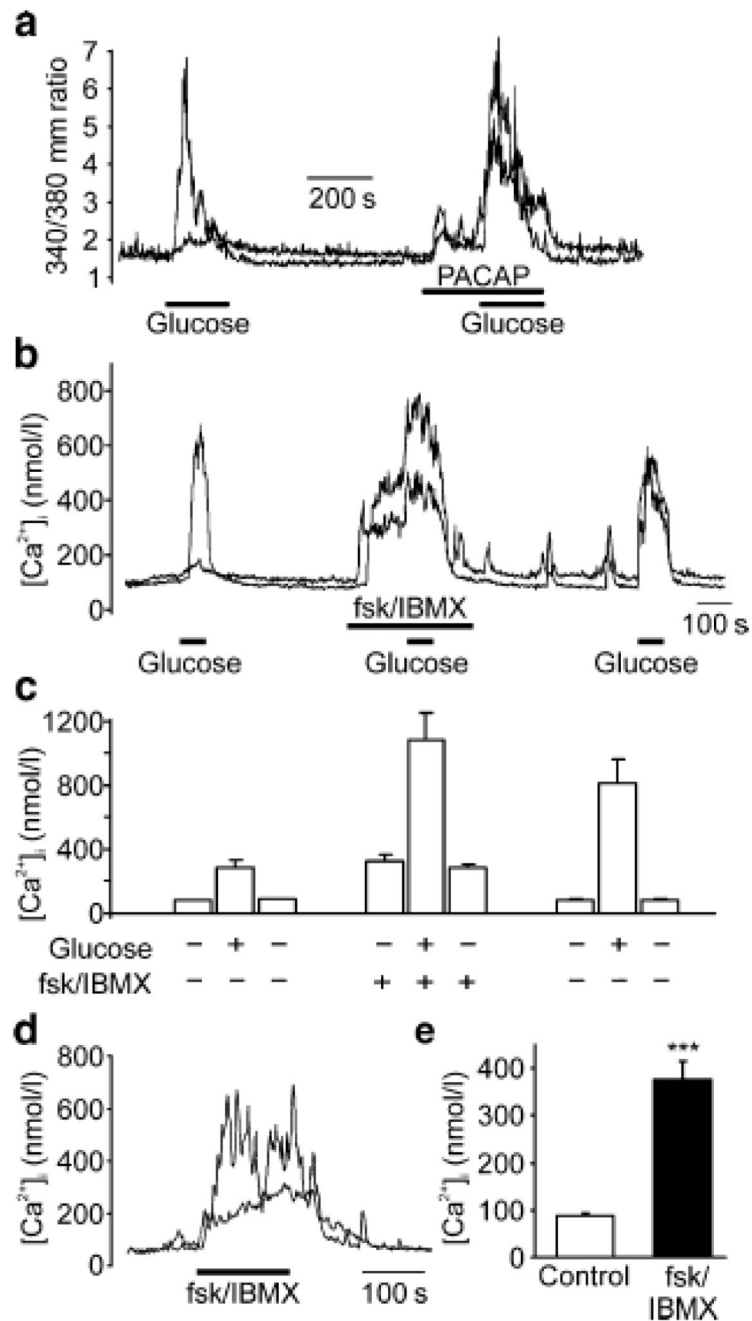 a
340/380 mm ratio
7
6
5
4
3
2
1
200 s
PACAP
Glucose Glucose
b
[Ca²⁺]ᵢ (nmol/l)
800
600
400
200
0
fsk/IBMX
100 s
Glucose Glucose Glucose
c
[Ca²⁺]ᵢ (nmol/l)
1200
800
400
0
Glucose − + − − + − − + −
fsk/IBMX − − − + + + − − −
d
[Ca²⁺]ᵢ (nmol/l)
800
600
400
200
0
fsk/IBMX 100 s
e
[Ca²⁺]ᵢ (nmol/l)
400
300
200
100
0
***
Control fsk/
IBMX